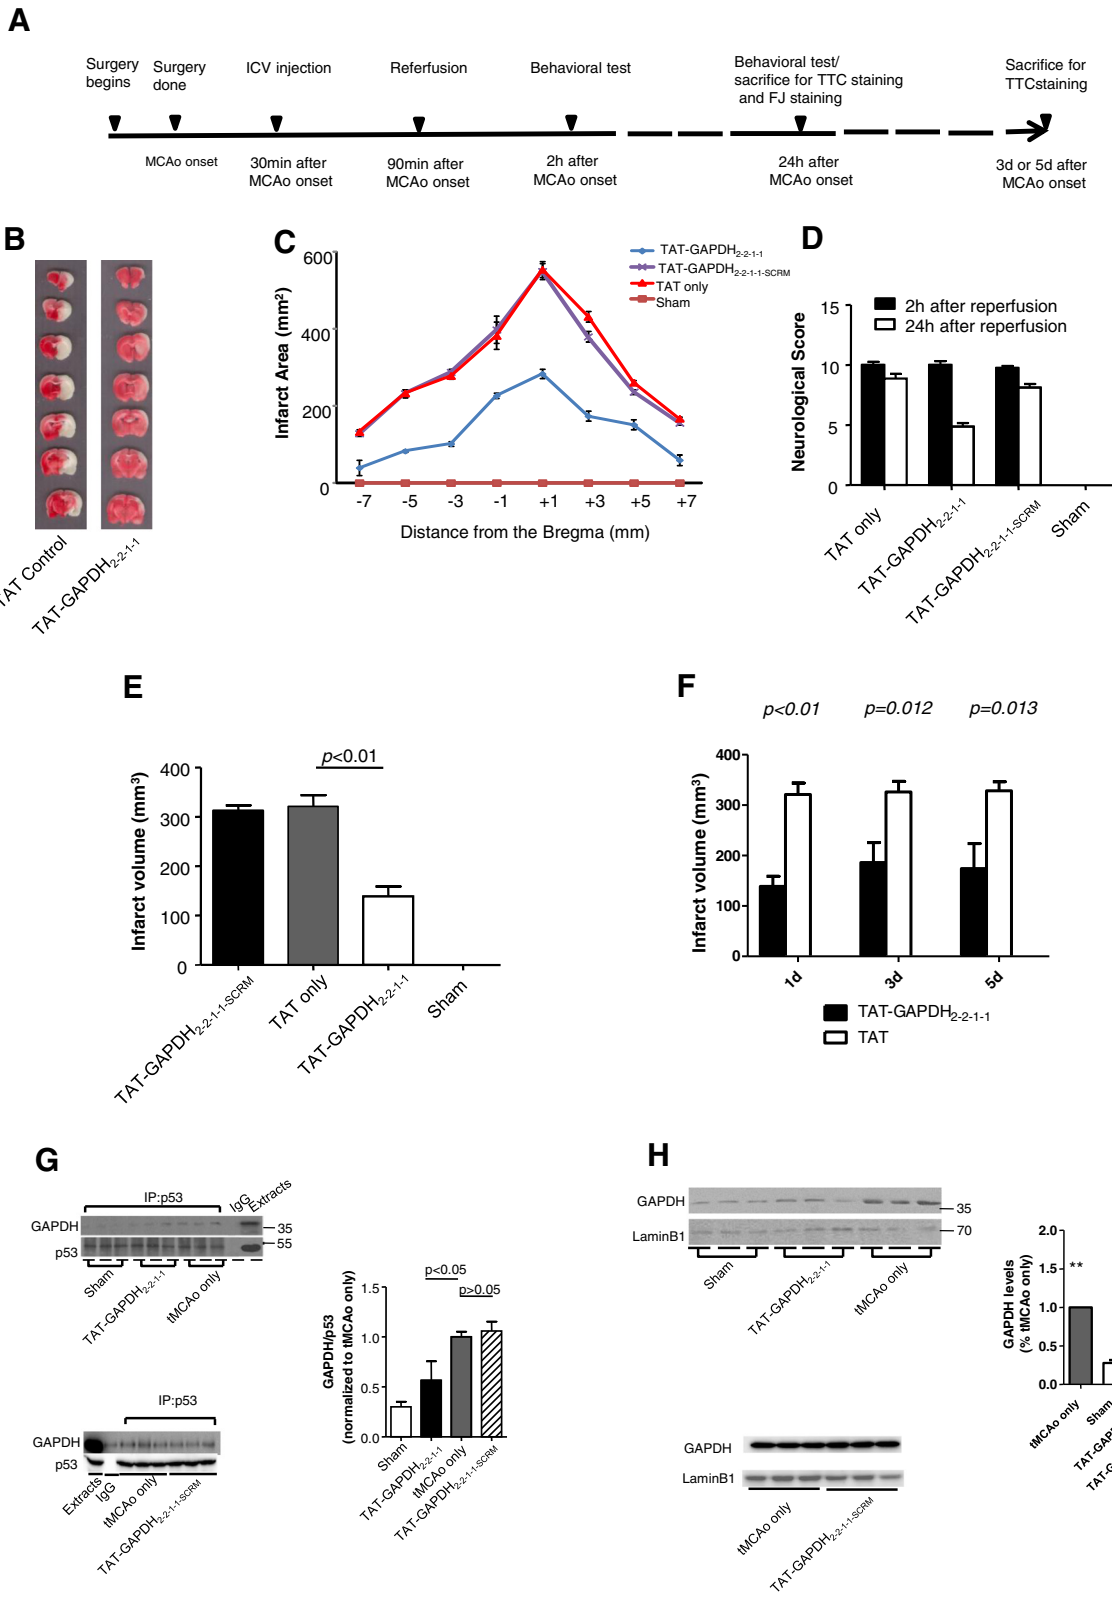 A
Surgery begins
Surgery done
ICV injection
Referfusion
Behavioral test
Behavioral test/
sacrifice for TTC staining
and FJ staining
Sacrifice for
TTCstaining
MCAo onset
30min after
MCAo onset
90min after
MCAo onset
2h after
MCAo onset
24h after
MCAo onset
3d or 5d after
MCAo onset
B
TAT Control
TAT-GAPDH2-2-1-1
C
Infarct Area (mm²)
600
400
200
0
-7 -5 -3 -1 +1 +3 +5 +7
Distance from the Bregma (mm)
TAT-GAPDH2-2-1-1
TAT-GAPDH2-2-1-1-SCRM
TAT only
Sham
D
Neurological Score
15
10
5
0
2h after reperfusion
24h after reperfusion
TAT only
TAT-GAPDH2-2-1-1
TAT-GAPDH2-2-1-1-SCRM
Sham
E
Infarct volume (mm³)
400
300
200
100
0
p<0.01
TAT-GAPDH2-2-1-1-SCRM
TAT only
TAT-GAPDH2-2-1-1
Sham
F
p<0.01 p=0.012 p=0.013
Infarct volume (mm³)
400
300
200
100
0
1d 3d 5d
TAT-GAPDH2-2-1-1
TAT
G
IP:p53
IgG
Extracts
GAPDH
35
p53
55
Sham
TAT-GAPDH2-2-1-1
tMCAo only
IP:p53
GAPDH
p53
Extracts
IgG
tMCAo only
TAT-GAPDH2-2-1-1-SCRM
GAPDH/p53
(normalized to tMCAo only)
1.5
1.0
0.5
0.0
p<0.05
p>0.05
Sham
TAT-GAPDH2-2-1-1
tMCAo only
TAT-GAPDH2-2-1-1-SCRM
H
GAPDH
35
LaminB1
70
Sham
TAT-GAPDH2-2-1-1
tMCAo only
GAPDH
LaminB1
tMCAo only
TAT-GAPDH2-2-1-1-SCRM
GAPDH levels
(% tMCAo only)
2.0
1.5
1.0
0.5
0.0
**
tMCAo only
Sham